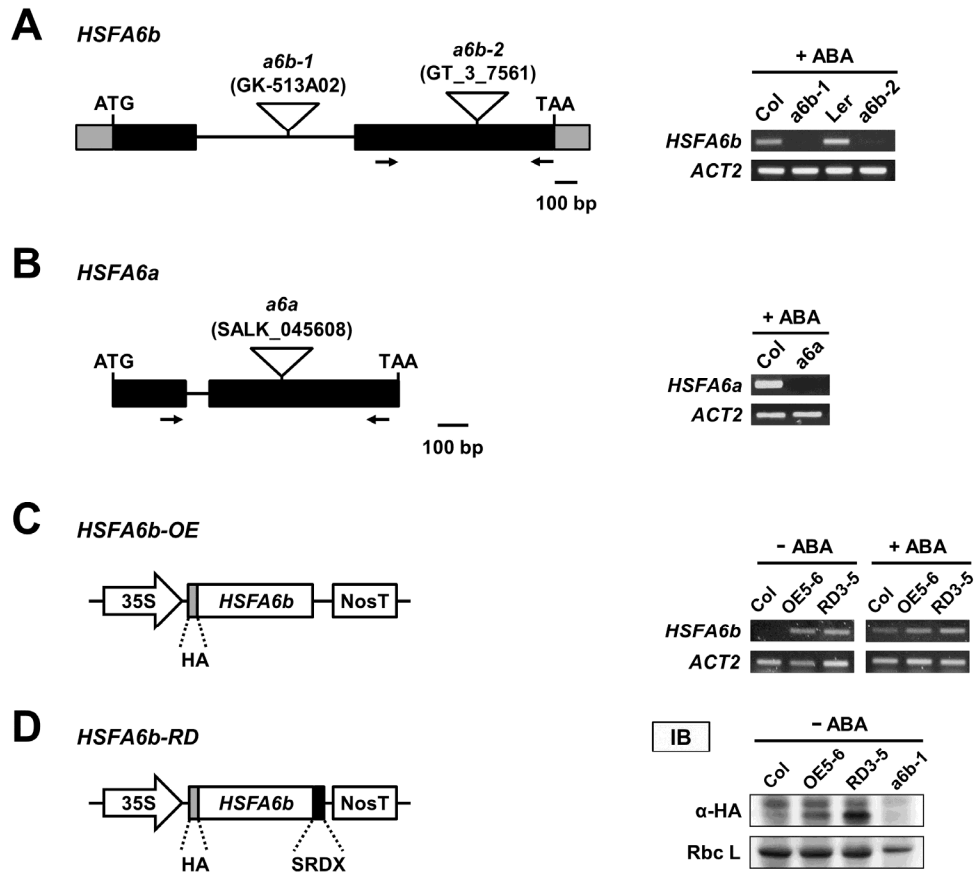 A
HSFA6b
a6b-1
(GK-513A02)
a6b-2
(GT_3_7561)
ATG
TAA
100 bp
+ ABA
Col
a6b-1
Ler
a6b-2
HSFA6b
ACT2
B
HSFA6a
a6a
(SALK_045608)
ATG
TAA
100 bp
+ ABA
Col
a6a
HSFA6a
ACT2
C
HSFA6b-OE
35S
HSFA6b
NosT
HA
− ABA
+ ABA
Col
OE5-6
RD3-5
Col
OE5-6
RD3-5
HSFA6b
ACT2
D
HSFA6b-RD
35S
HSFA6b
NosT
HA
SRDX
IB
− ABA
Col
OE5-6
RD3-5
a6b-1
α-HA
Rbc L